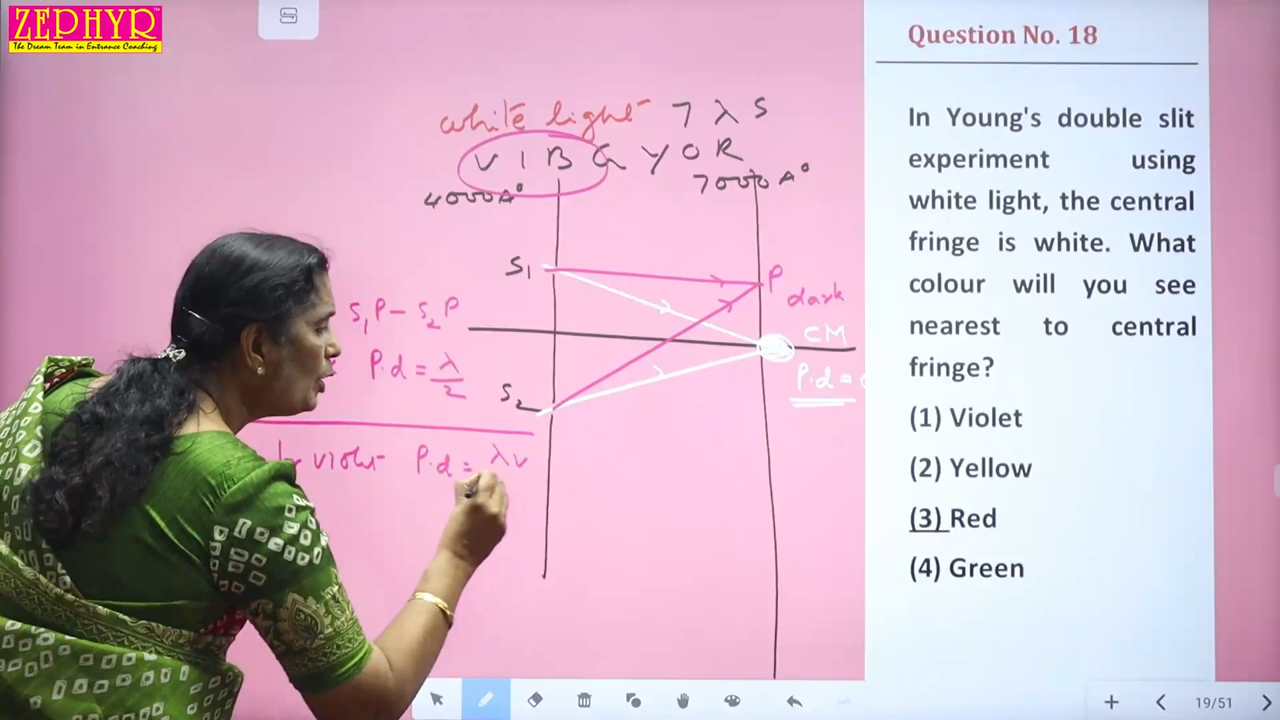 ZEPHYR™
The Dream Team in Entrance Coaching
white light 7 λ S
V I B G Y O R
4000A° 7000A°
S1
P
dark
S1P - S2P
CM
P.d = λ/2
P.d =
S2
violet P.d = λv
Question No. 18
In Young's double slit
experiment using
white light, the central
fringe is white. What
colour will you see
nearest to central
fringe?
(1) Violet
(2) Yellow
(3) Red
(4) Green
19/51